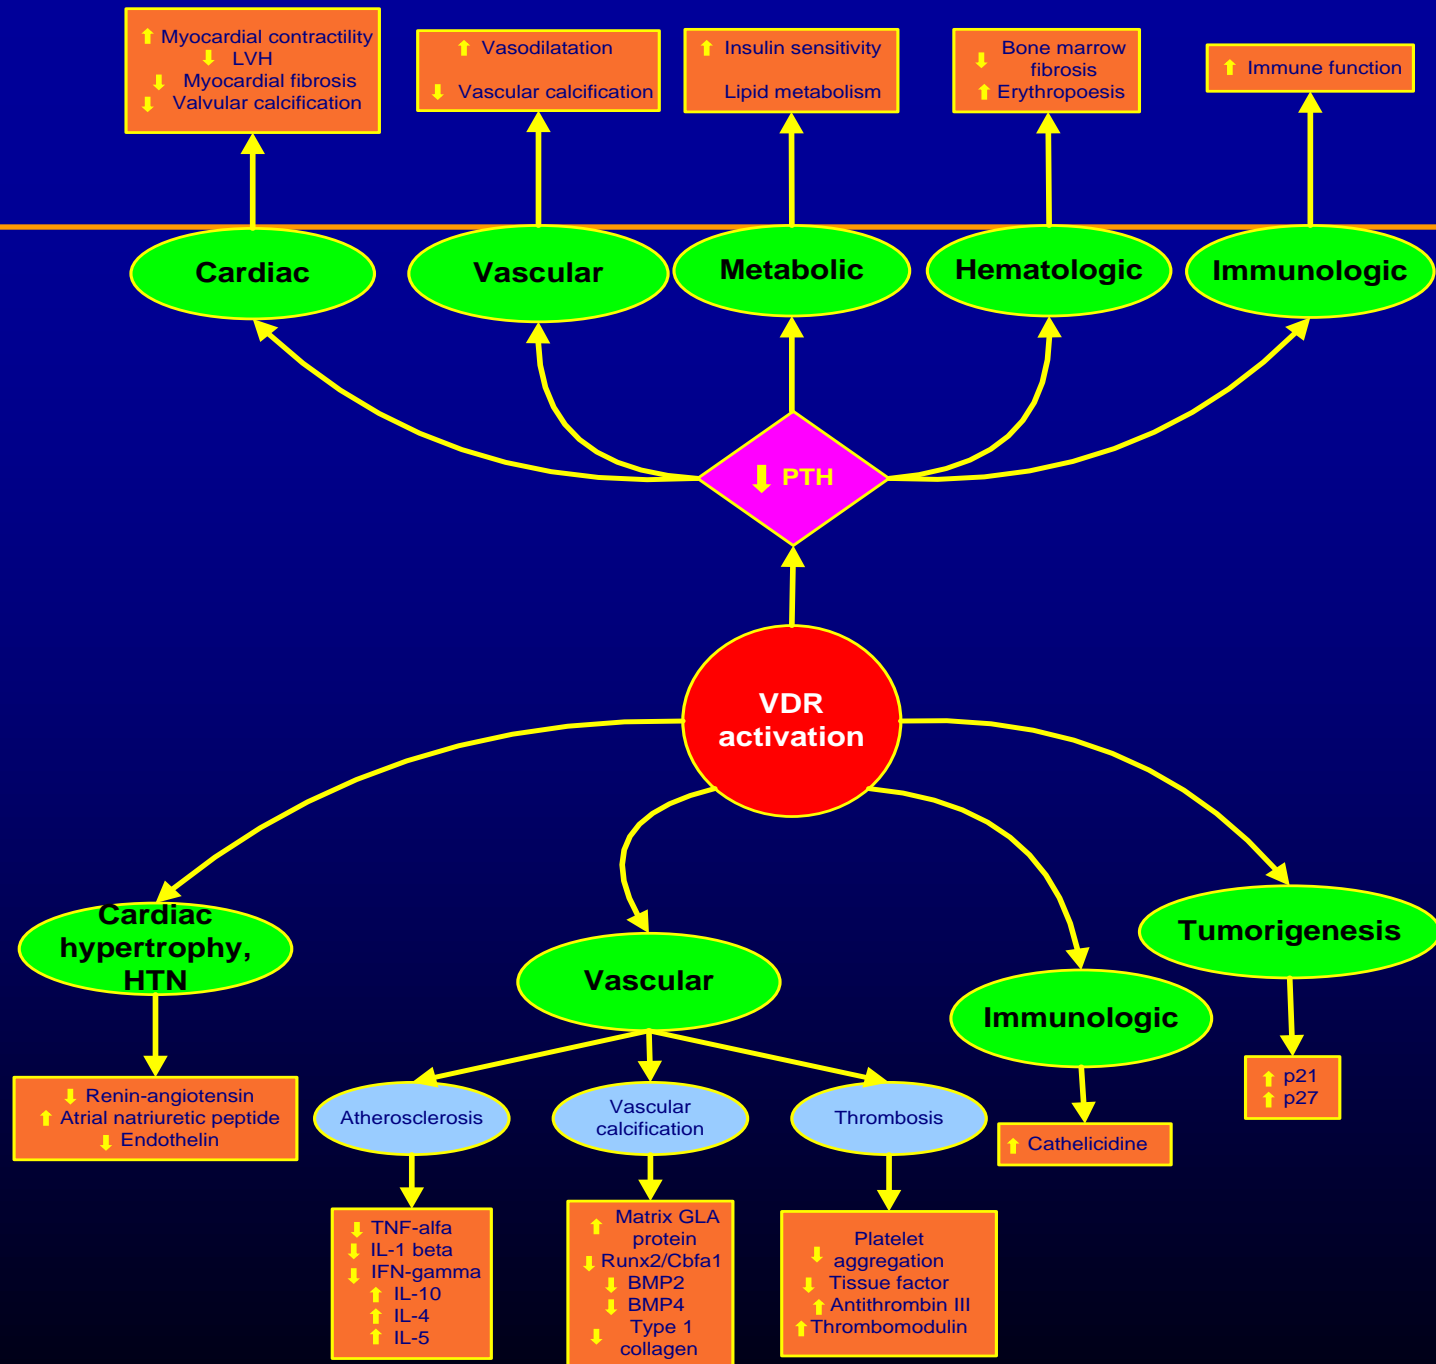 ⬆ Myocardial contractility
⬇ LVH
⬇ Myocardial fibrosis
⬇ Valvular calcification
⬆ Vasodilatation
⬇ Vascular calcification
⬆ Insulin sensitivity
Lipid metabolism
⬇ Bone marrow
fibrosis
⬆ Erythropoesis
⬆ Immune function
Cardiac
Vascular
Metabolic
Hematologic
Immunologic
⬇ PTH
VDR
activation
Cardiac
hypertrophy,
HTN
Vascular
Immunologic
Tumorigenesis
⬇ Renin-angiotensin
⬆ Atrial natriuretic peptide
⬇ Endothelin
Atherosclerosis
Vascular
calcification
Thrombosis
⬆ Cathelicidine
⬆ p21
⬆ p27
⬇ TNF-alfa
⬇ IL-1 beta
⬇ IFN-gamma
⬆ IL-10
⬆ IL-4
⬆ IL-5
⬆ Matrix GLA
protein
⬇ Runx2/Cbfa1
⬇ BMP2
⬇ BMP4
⬇ Type 1
collagen
⬇ Platelet
aggregation
⬇ Tissue factor
⬆ Antithrombin III
⬆ Thrombomodulin